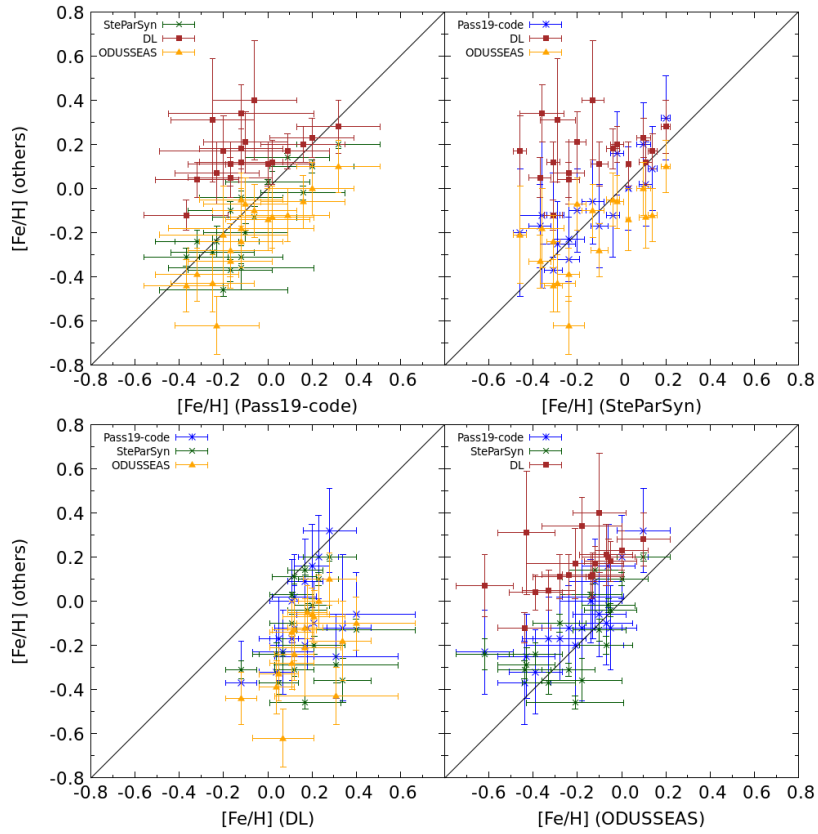 SteParSyn
DL
ODUSSEAS
0.8
0.6
0.4
0.2
0.0
-0.2
-0.4
-0.6
-0.8
[Fe/H] (others)
-0.8 -0.6 -0.4 -0.2 0.0 0.2 0.4 0.6
[Fe/H] (Pass19-code)
Pass19-code
DL
ODUSSEAS
-0.6 -0.4 -0.2 0 0.2 0.4 0.6 0.8
[Fe/H] (SteParSyn)
Pass19-code
SteParSyn
ODUSSEAS
0.8
0.6
0.4
0.2
0.0
-0.2
-0.4
-0.6
-0.8
[Fe/H] (others)
-0.8 -0.6 -0.4 -0.2 0.0 0.2 0.4 0.6
[Fe/H] (DL)
Pass19-code
SteParSyn
DL
-0.8 -0.6 -0.4 -0.2 0.0 0.2 0.4 0.6 0.8
[Fe/H] (ODUSSEAS)